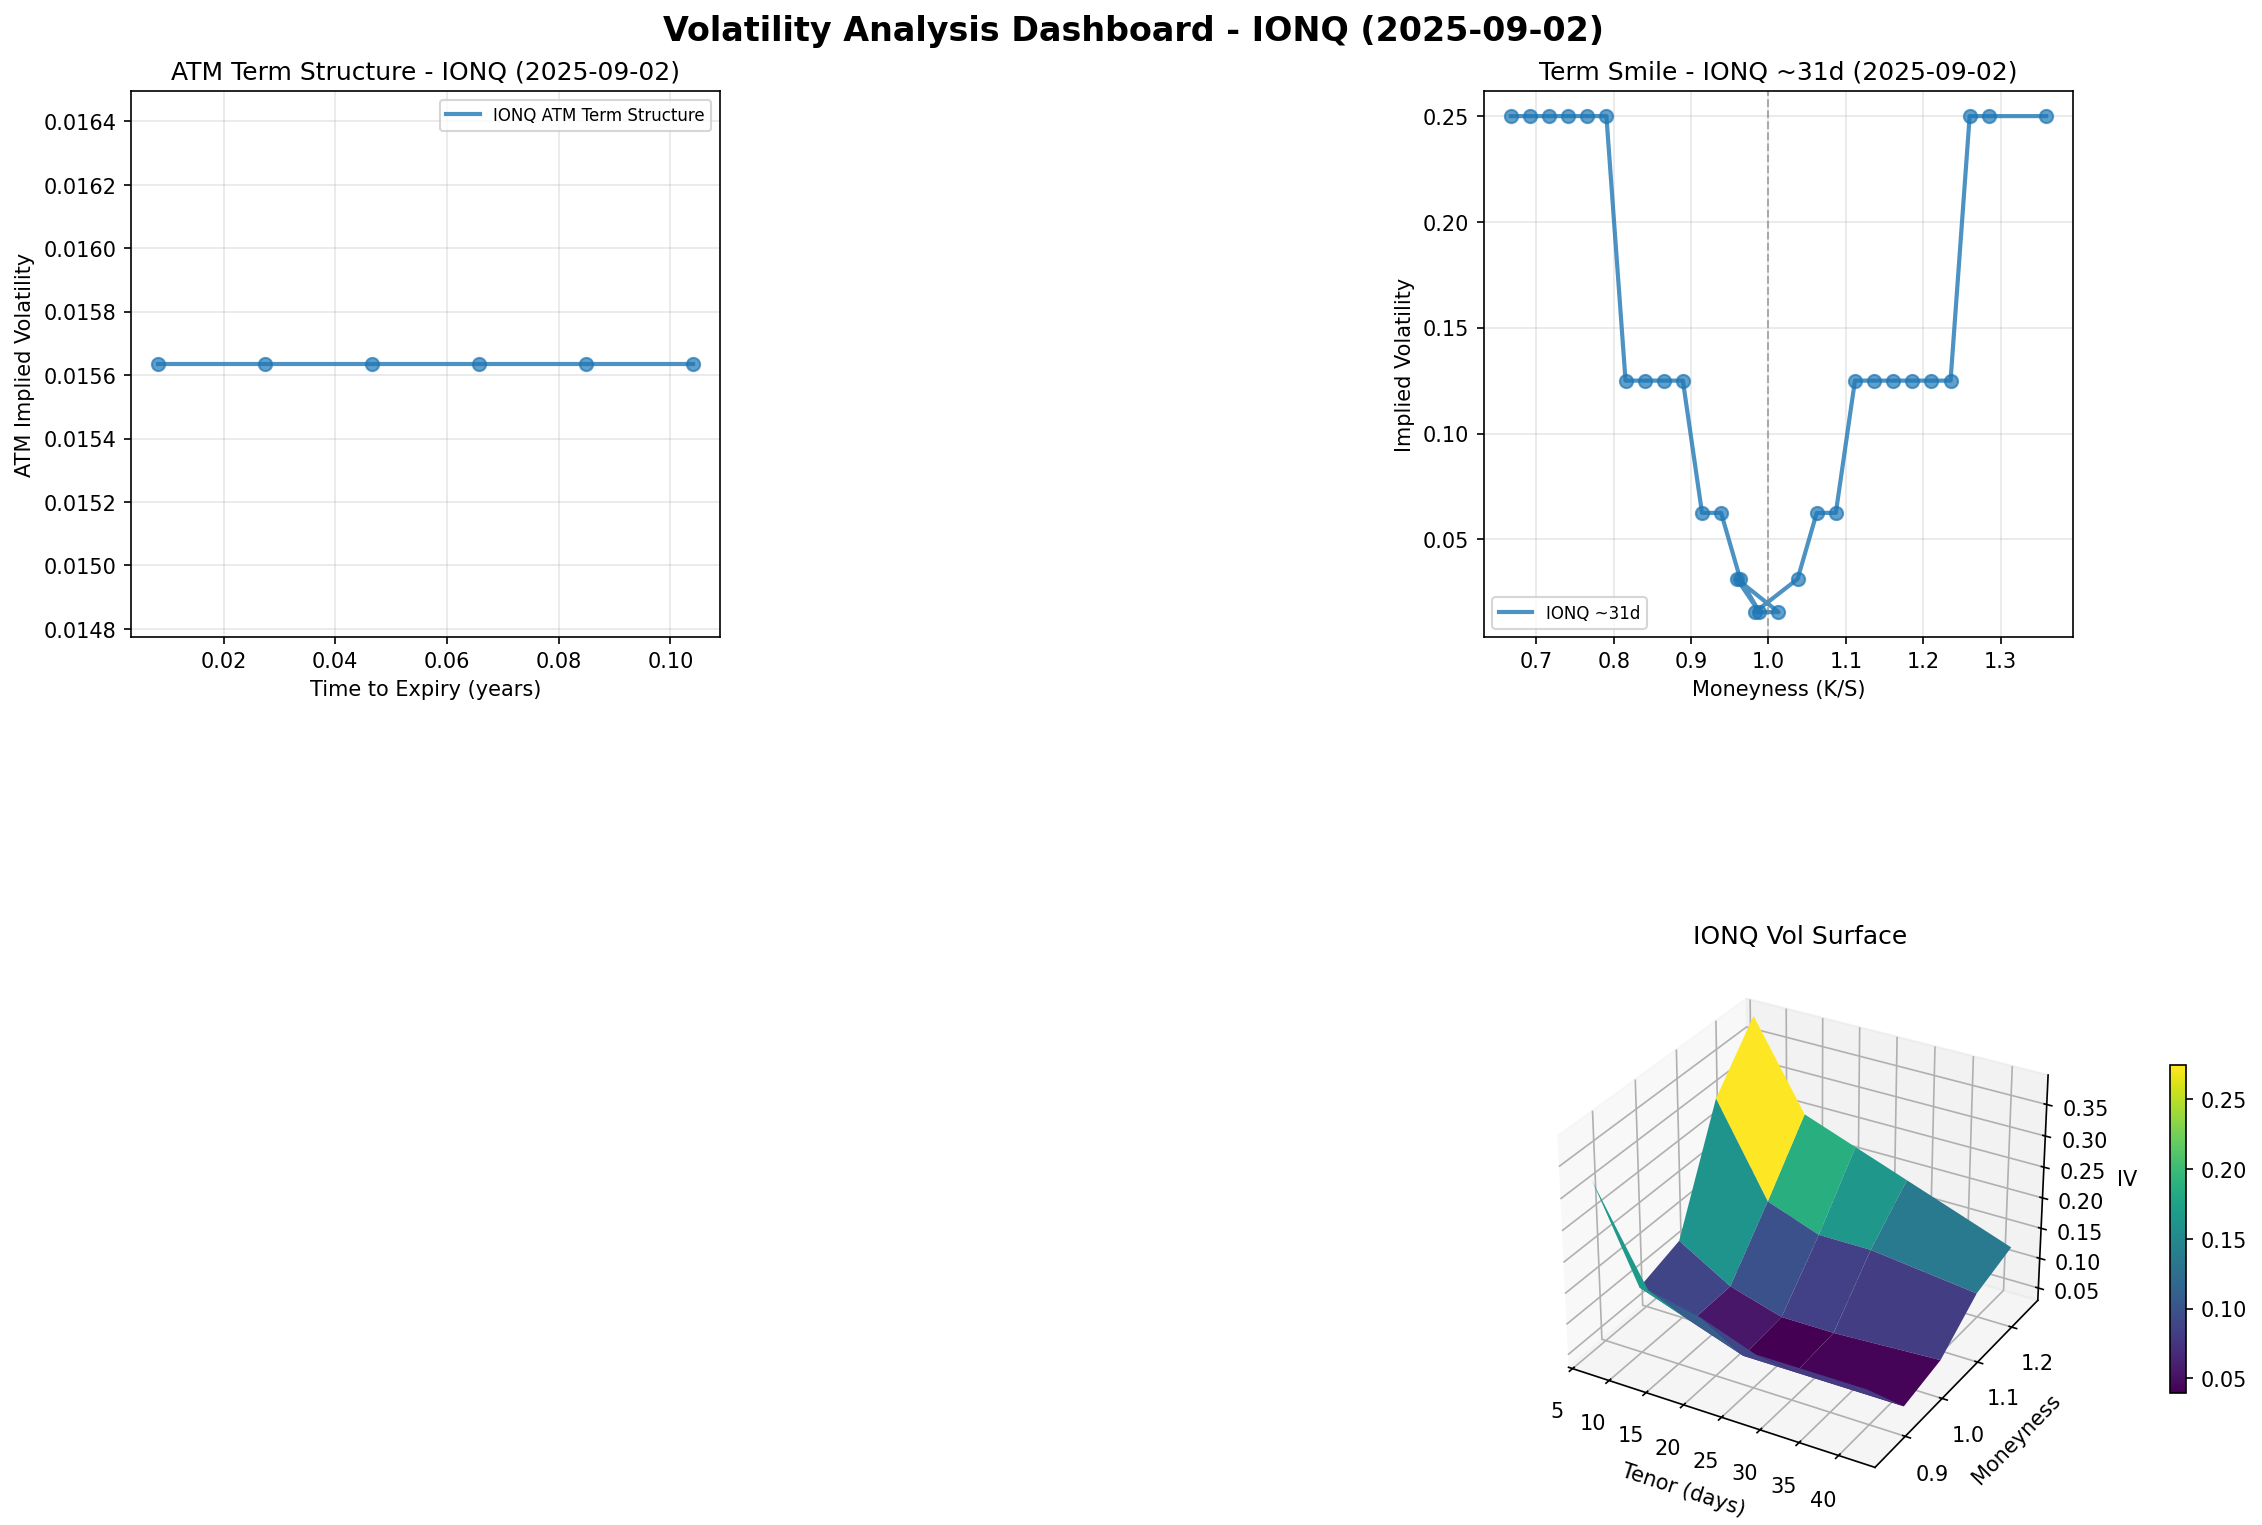 Volatility Analysis Dashboard - IONQ (2025-09-02)
ATM Term Structure - IONQ (2025-09-02)
IONQ ATM Term Structure
ATM Implied Volatility
0.0164
0.0162
0.0160
0.0158
0.0156
0.0154
0.0152
0.0150
0.0148
0.02 0.04 0.06 0.08 0.10
Time to Expiry (years)
Term Smile - IONQ ~31d (2025-09-02)
Implied Volatility
0.25
0.20
0.15
0.10
0.05
IONQ ~31d
0.7 0.8 0.9 1.0 1.1 1.2 1.3
Moneyness (K/S)
IONQ Vol Surface
0.35
0.30
0.25
0.20
0.15
0.10
0.05
IV
5 10 15 20 25 30 35 40
Tenor (days)
0.9 1.0 1.1 1.2
Moneyness
0.25
0.20
0.15
0.10
0.05